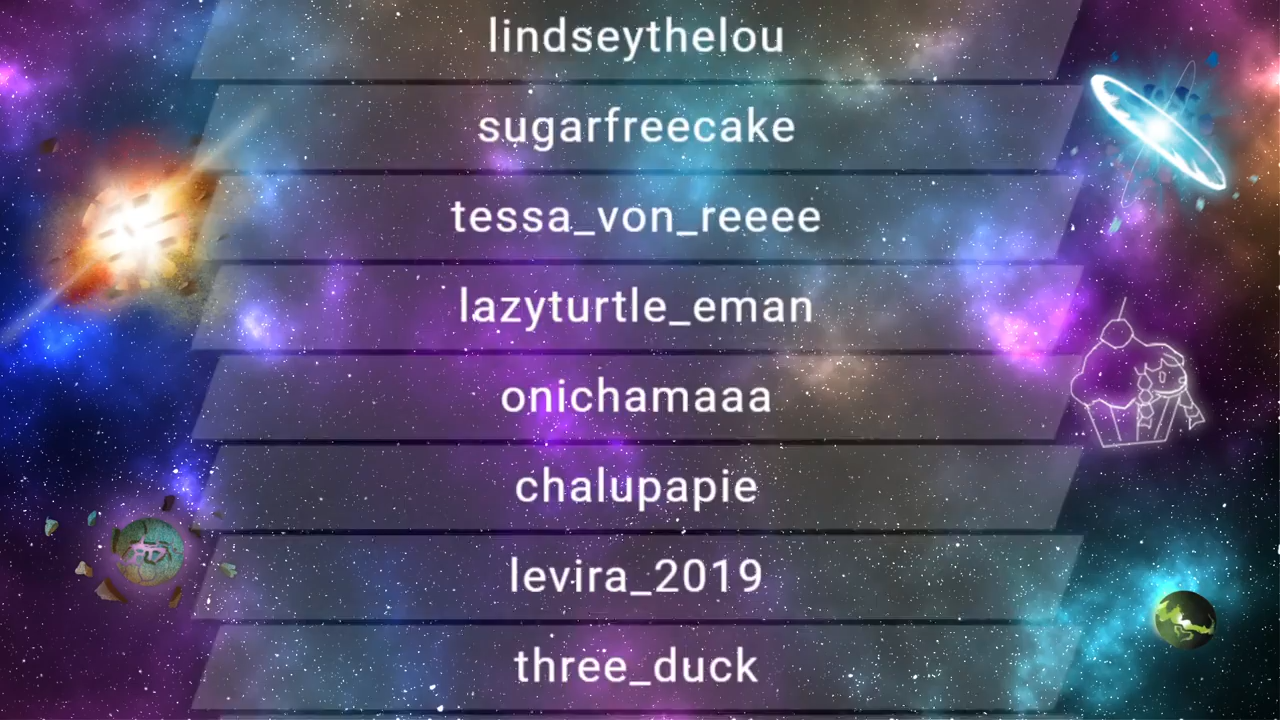 lindseythelou
sugarfreecake
tessa_von_reeee
lazyturtle_eman
onichamaaa
chalupapie
levira_2019
three_duck